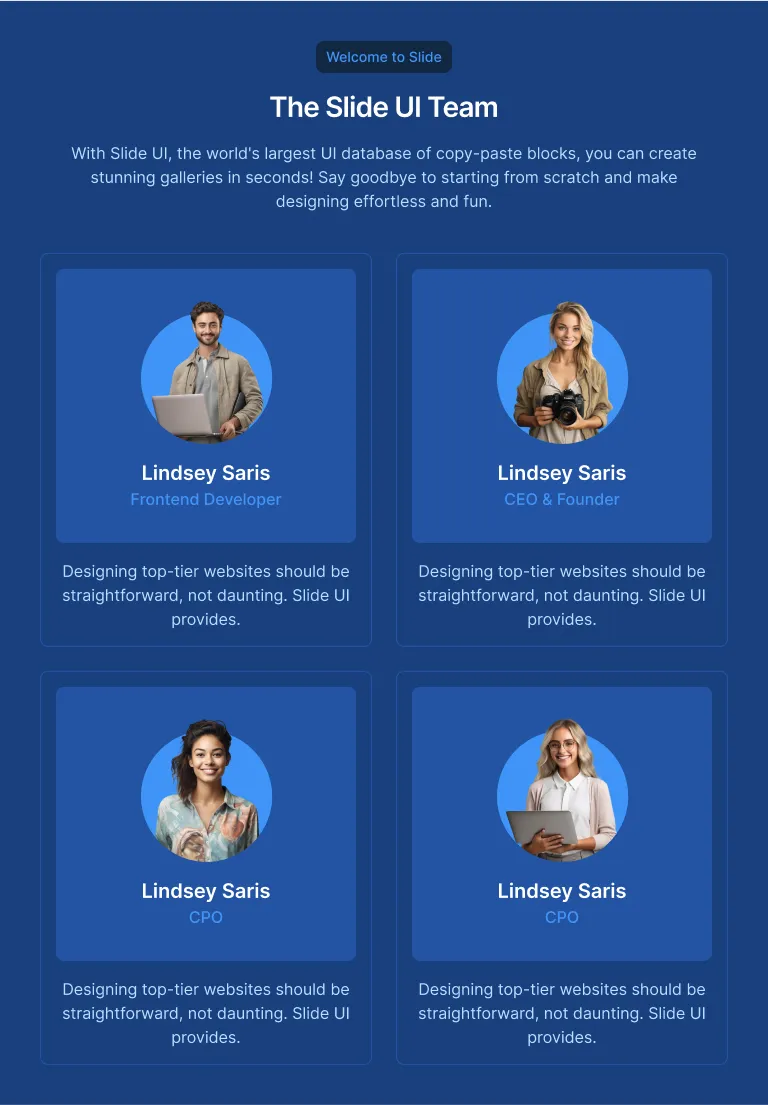 Welcome to Slide
The Slide UI Team
With Slide UI, the world's largest UI database of copy-paste blocks, you can create
stunning galleries in seconds! Say goodbye to starting from scratch and make
designing effortless and fun.
Lindsey Saris
Frontend Developer
Designing top-tier websites should be
straightforward, not daunting. Slide UI
provides.
Lindsey Saris
CEO & Founder
Designing top-tier websites should be
straightforward, not daunting. Slide UI
provides.
Lindsey Saris
CPO
Designing top-tier websites should be
straightforward, not daunting. Slide UI
provides.
Lindsey Saris
CPO
Designing top-tier websites should be
straightforward, not daunting. Slide UI
provides.